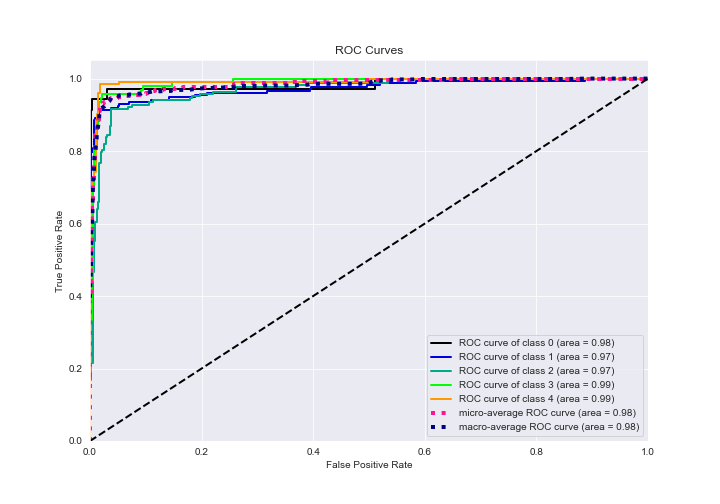 ROC Curves
True Positive Rate
1.0
0.8
0.6
0.4
0.2
0.0
0.0 0.2 0.4 0.6 0.8 1.0
False Positive Rate
ROC curve of class 0 (area = 0.98)
ROC curve of class 1 (area = 0.97)
ROC curve of class 2 (area = 0.97)
ROC curve of class 3 (area = 0.99)
ROC curve of class 4 (area = 0.99)
micro-average ROC curve (area = 0.98)
macro-average ROC curve (area = 0.98)